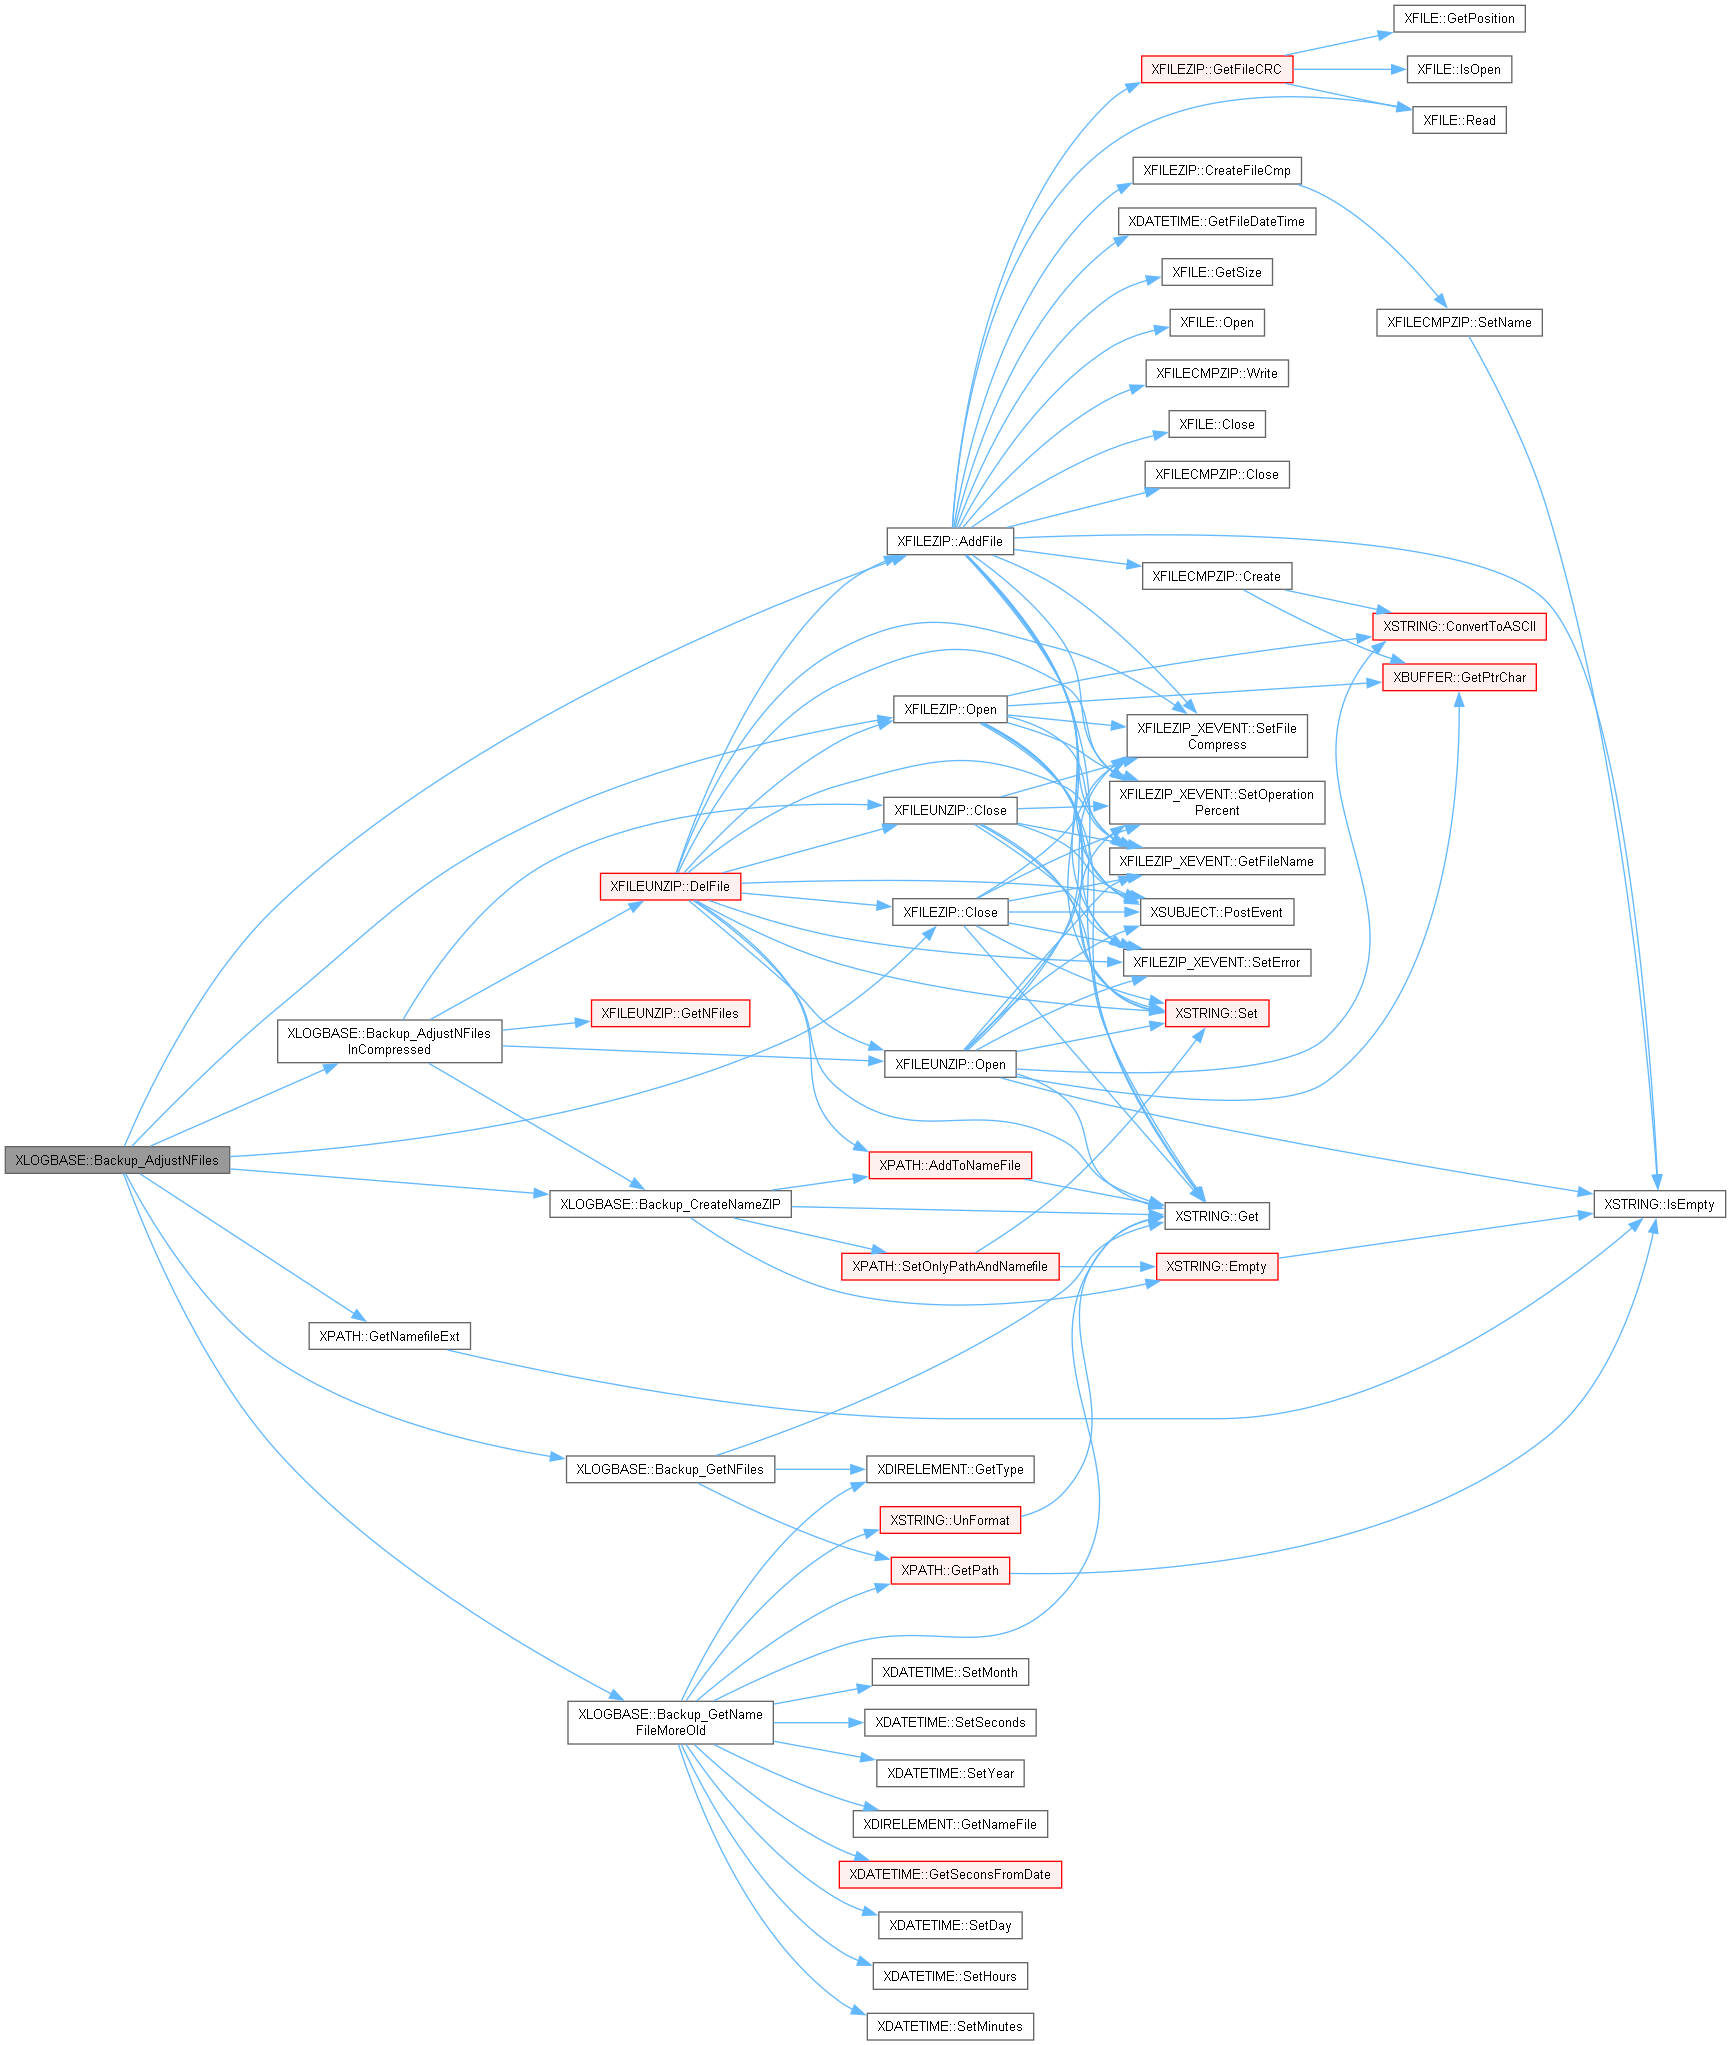 XFILE::GetPosition
XFILEZIP::GetFileCRC
XFILE::IsOpen
XFILE::Read
XFILEZIP::CreateFileCmp
XDATETIME::GetFileDateTime
XFILE::GetSize
XFILE::Open
XFILECMPZIP::SetName
XFILECMPZIP::Write
XFILE::Close
XFILECMPZIP::Close
XFILEZIP::AddFile
XFILECMPZIP::Create
XSTRING::ConvertToASCII
XBUFFER::GetPtrChar
XFILEZIP::Open
XFILEZIP_XEVENT::SetFile
Compress
XFILEZIP_XEVENT::SetOperation
Percent
XFILEUNZIP::Close
XFILEZIP_XEVENT::GetFileName
XFILEUNZIP::DelFile
XFILEZIP::Close
XSUBJECT::PostEvent
XFILEZIP_XEVENT::SetError
XFILEUNZIP::GetNFiles
XSTRING::Set
XLOGBASE::Backup_AdjustNFiles
InCompressed
XFILEUNZIP::Open
XLOGBASE::Backup_AdjustNFiles
XPATH::AddToNameFile
XLOGBASE::Backup_CreateNameZIP
XSTRING::Get
XSTRING::IsEmpty
XPATH::SetOnlyPathAndNamefile
XSTRING::Empty
XPATH::GetNamefileExt
XLOGBASE::Backup_GetNFiles
XDIRELEMENT::GetType
XSTRING::UnFormat
XPATH::GetPath
XDATETIME::SetMonth
XLOGBASE::Backup_GetName
FileMoreOld
XDATETIME::SetSeconds
XDATETIME::SetYear
XDIRELEMENT::GetNameFile
XDATETIME::GetSeconsFromDate
XDATETIME::SetDay
XDATETIME::SetHours
XDATETIME::SetMinutes